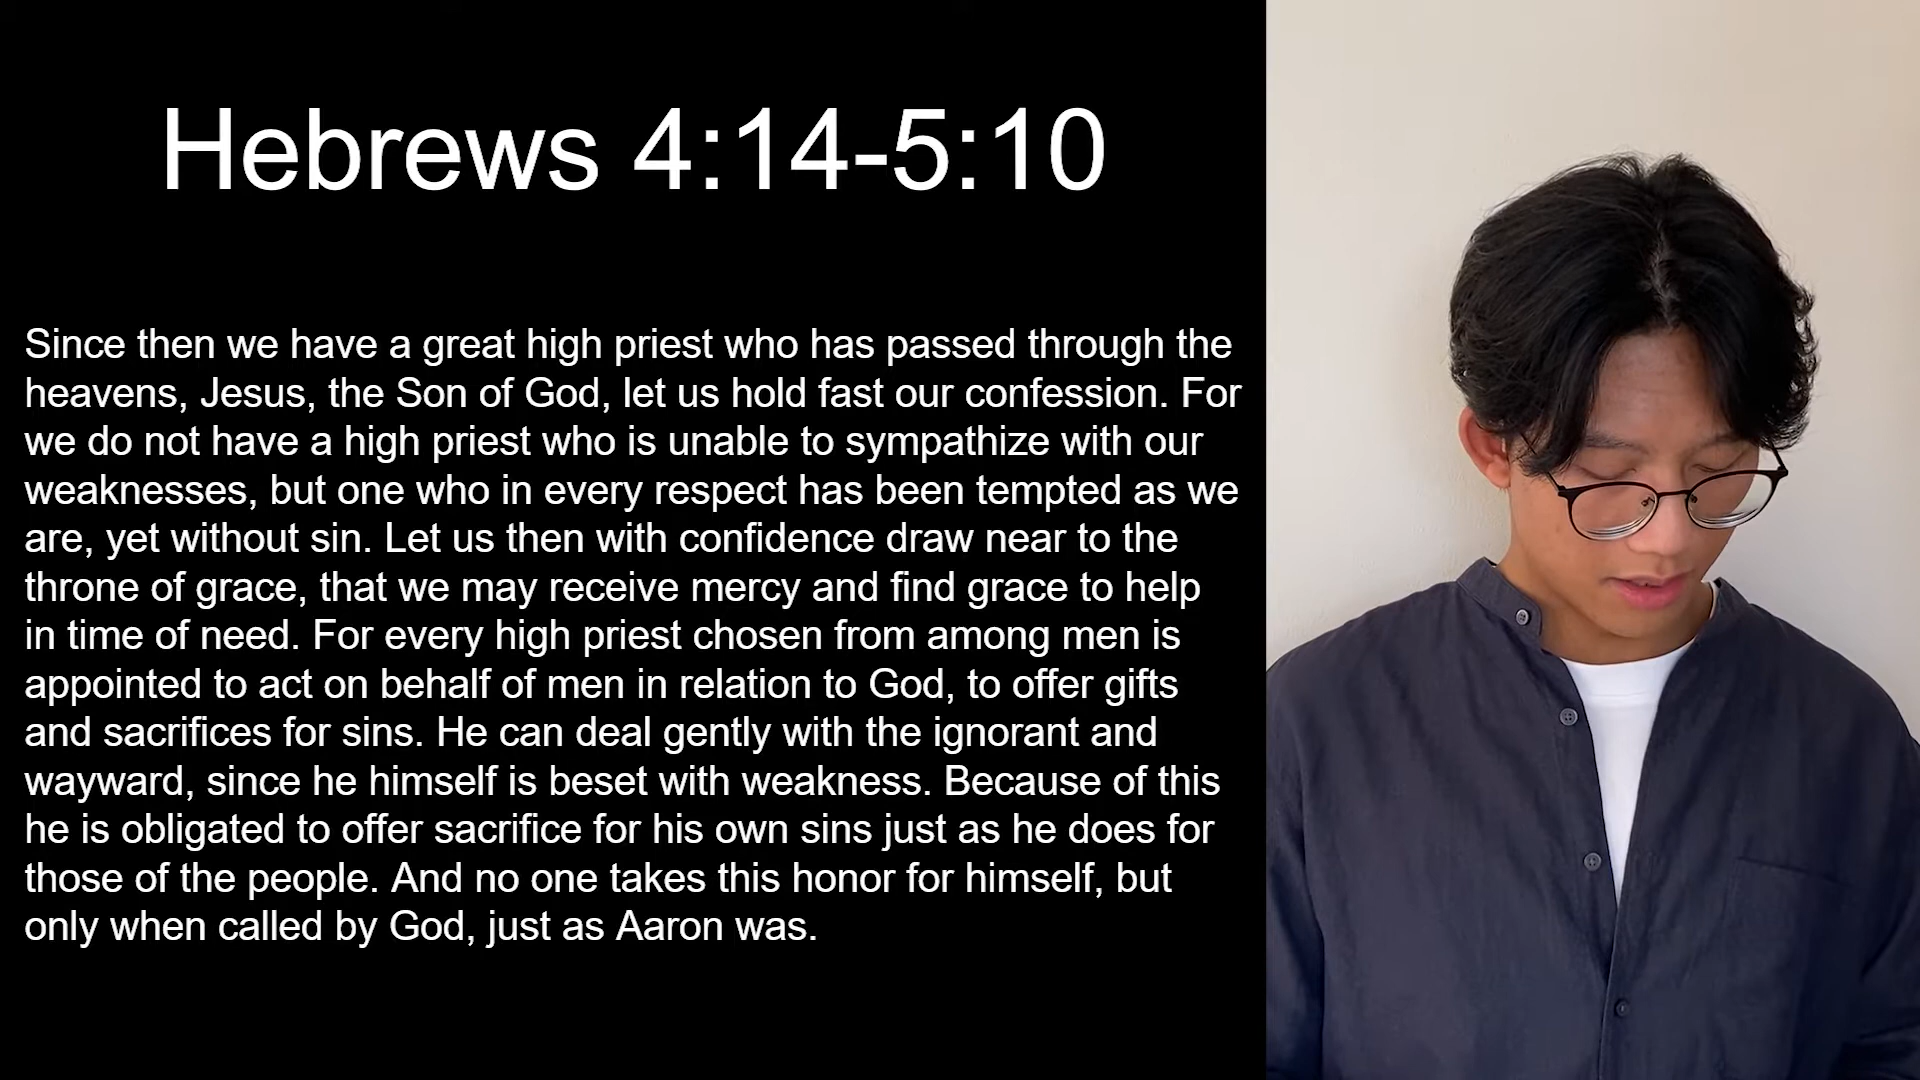 Hebrews 4:14-5:10
Since then we have a great high priest who has passed through the
heavens, Jesus, the Son of God, let us hold fast our confession. For
we do not have a high priest who is unable to sympathize with our
weaknesses, but one who in every respect has been tempted as we
are, yet without sin. Let us then with confidence draw near to the
throne of grace, that we may receive mercy and find grace to help
in time of need. For every high priest chosen from among men is
appointed to act on behalf of men in relation to God, to offer gifts
and sacrifices for sins. He can deal gently with the ignorant and
wayward, since he himself is beset with weakness. Because of this
he is obligated to offer sacrifice for his own sins just as he does for
those of the people. And no one takes this honor for himself, but
only when called by God, just as Aaron was.